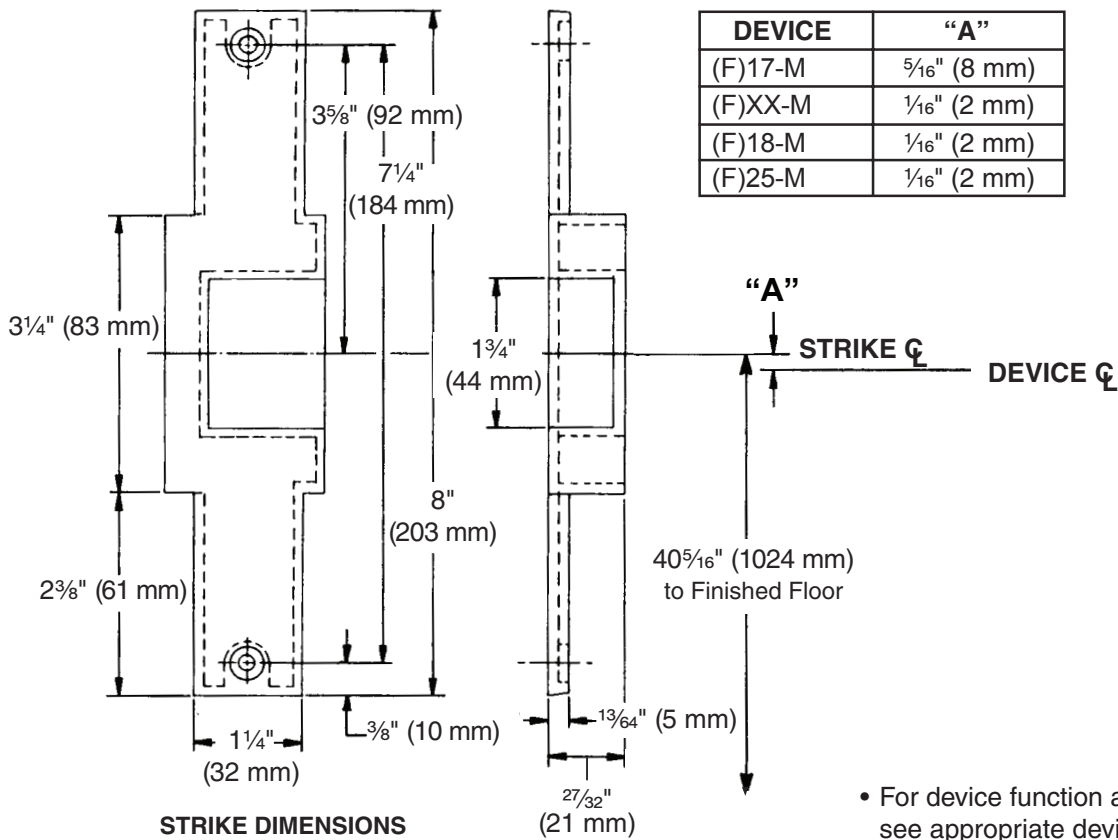 DEVICE "A"
(F)17-M 5⁄16" (8 mm)
(F)XX-M 1⁄16" (2 mm)
(F)18-M 1⁄16" (2 mm)
(F)25-M 1⁄16" (2 mm)
3⅝" (92 mm)
7¼"
(184 mm)
3¼" (83 mm)
1¾"
(44 mm)
“A”
STRIKE ℄
DEVICE ℄
8"
(203 mm)
40 5⁄16" (1024 mm)
to Finished Floor
2⅜" (61 mm)
⅜" (10 mm)
13⁄64" (5 mm)
1¼"
(32 mm)
27⁄32"
(21 mm)
STRIKE DIMENSIONS
• For device function a
see appropriate devi